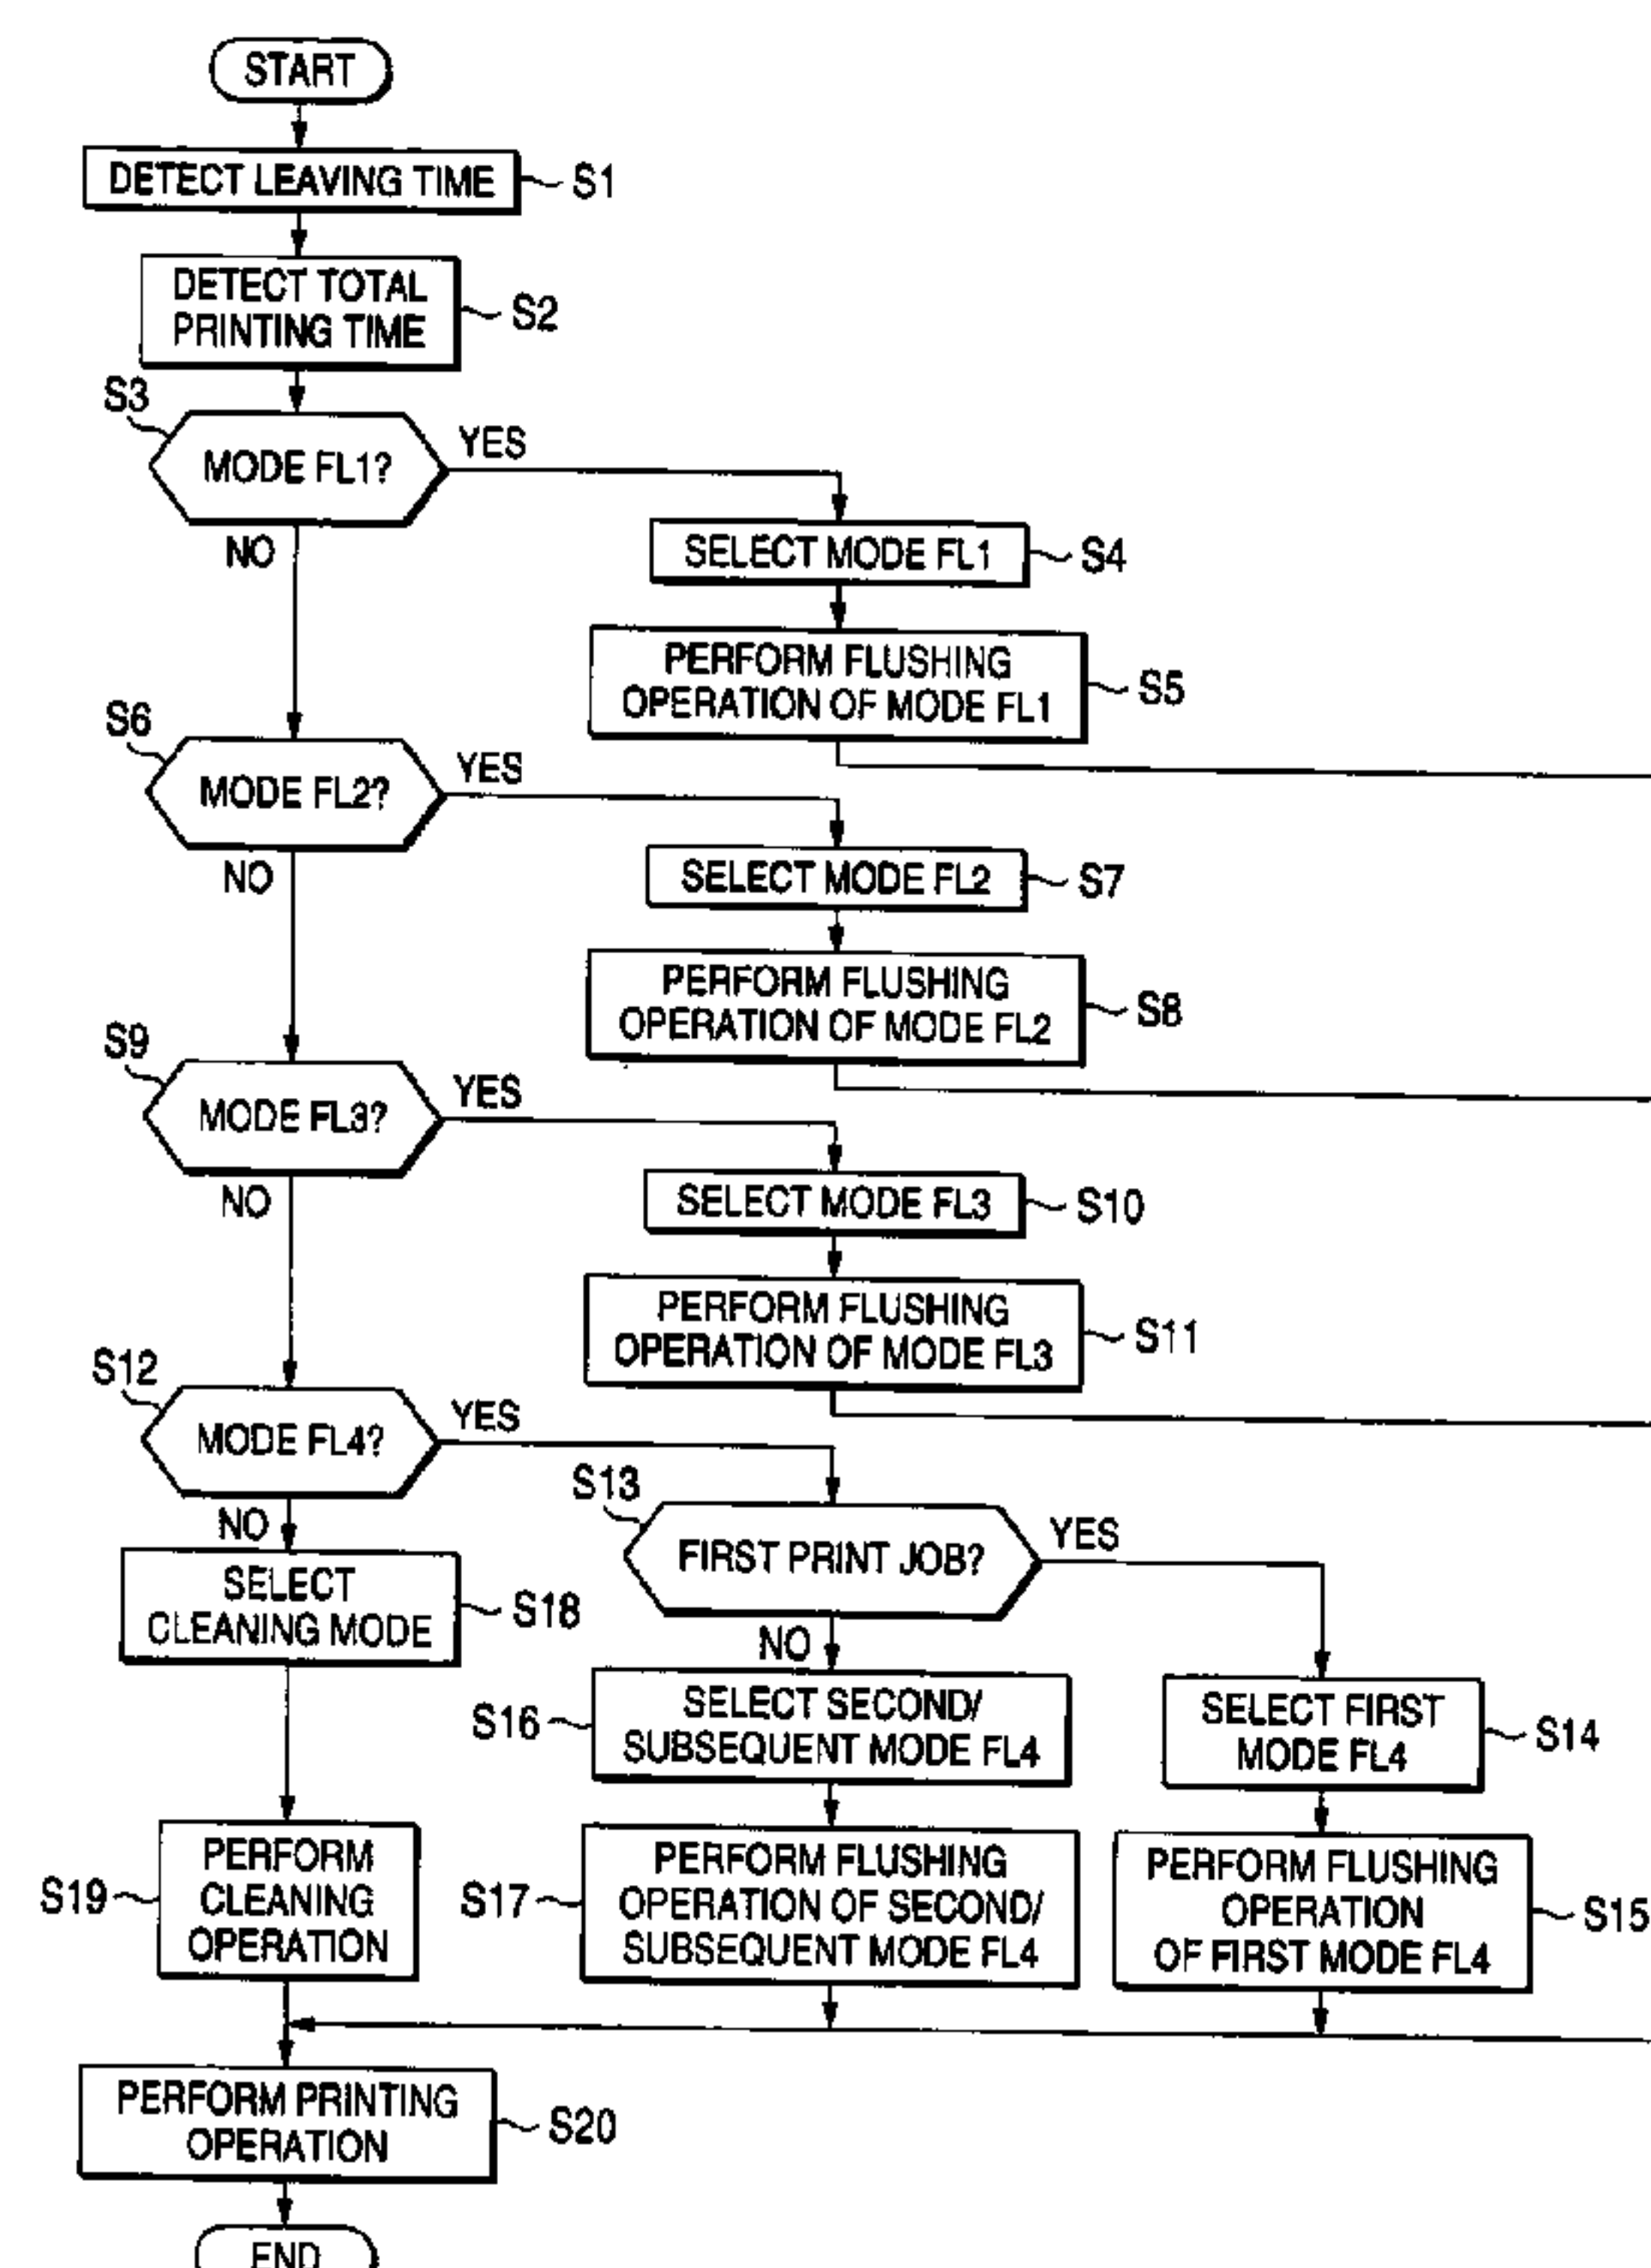 START
DETECT LEAVING TIME
S1
DETECT TOTAL
PRINTING TIME
S2
S3
MODE FL1?
YES
NO
SELECT MODE FL1
S4
PERFORM FLUSHING
OPERATION OF MODE FL1
S5
S6
MODE FL2?
YES
NO
SELECT MODE FL2
S7
PERFORM FLUSHING
OPERATION OF MODE FL2
S8
S9
MODE FL3?
YES
NO
SELECT MODE FL3
S10
PERFORM FLUSHING
OPERATION OF MODE FL3
S11
S12
MODE FL4?
YES
NO
S13
FIRST PRINT JOB?
YES
NO
SELECT
CLEANING MODE
S18
S16
SELECT SECOND/
SUBSEQUENT MODE FL4
SELECT FIRST
MODE FL4
S14
S19
PERFORM
CLEANING
OPERATION
S17
PERFORM FLUSHING
OPERATION OF SECOND/
SUBSEQUENT MODE FL4
PERFORM FLUSHING
OPERATION
OF FIRST MODE FL4
S15
PERFORM PRINTING
OPERATION
S20
END